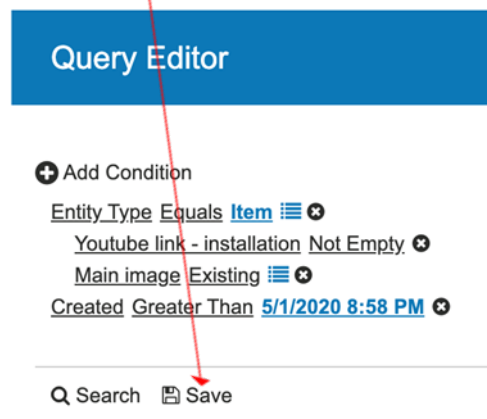 Query Editor
Add Condition
Entity Type Equals Item
Youtube link - installation Not Empty
Main image Existing
Created Greater Than 5/1/2020 8:58 PM
Search Save